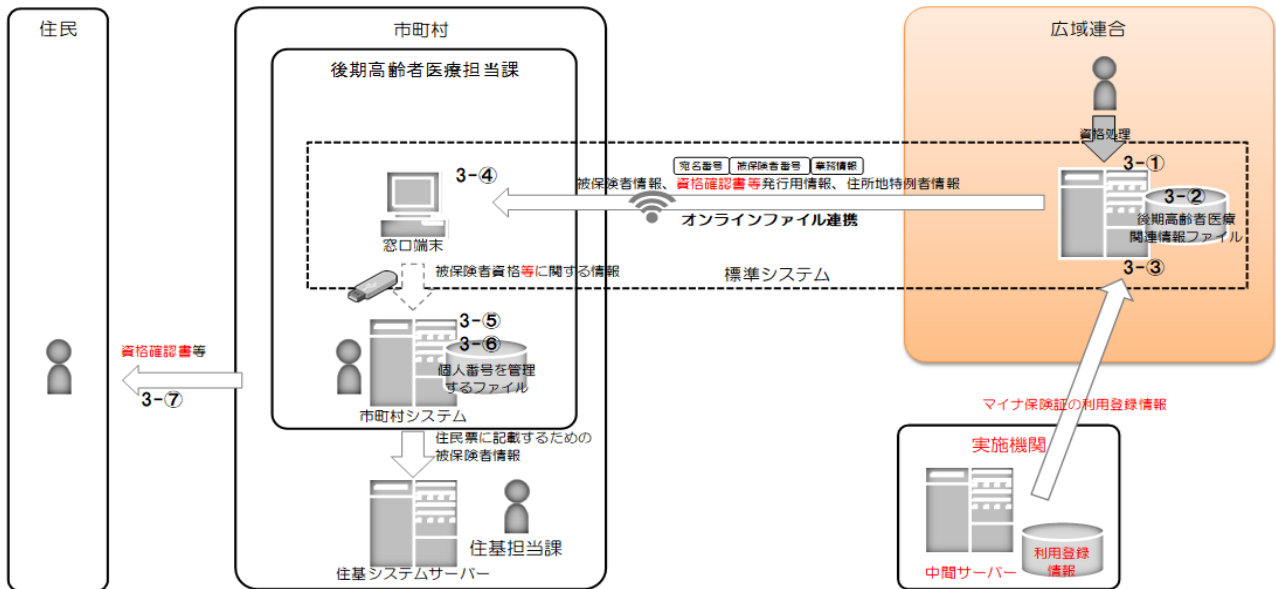 住民
市町村
後期高齢者医療担当課
広域連合
資格処理
3-①
3-②
後期高齢者医療
関連情報ファイル
3-③
宛名番号 被保険者番号 業務情報
被保険者情報、資格確認書等発行用情報、住所地特例者情報
オンラインファイル連携
3-④
窓口端末
標準システム
被保険者資格等に関する情報
3-⑤
3-⑥
個人番号を管理
するファイル
市町村システム
資格確認書等
3-⑦
住民票に記載するための
被保険者情報
住基担当課
住基システムサーバー
マイナ保険証の利用登録情報
実施機関
中間サーバー
利用登録
情報